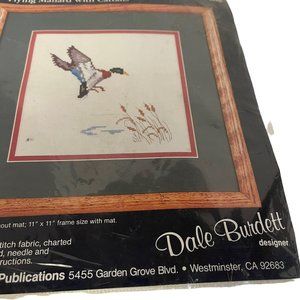 Flying Mallard with Cattails
out mat; 11" x 11" frame size with mat.
titch fabric, charted
d, needle and
ructions.
Dale Burdett
designer
Publications 5455 Garden Grove Blvd. • Westminster, CA 92683